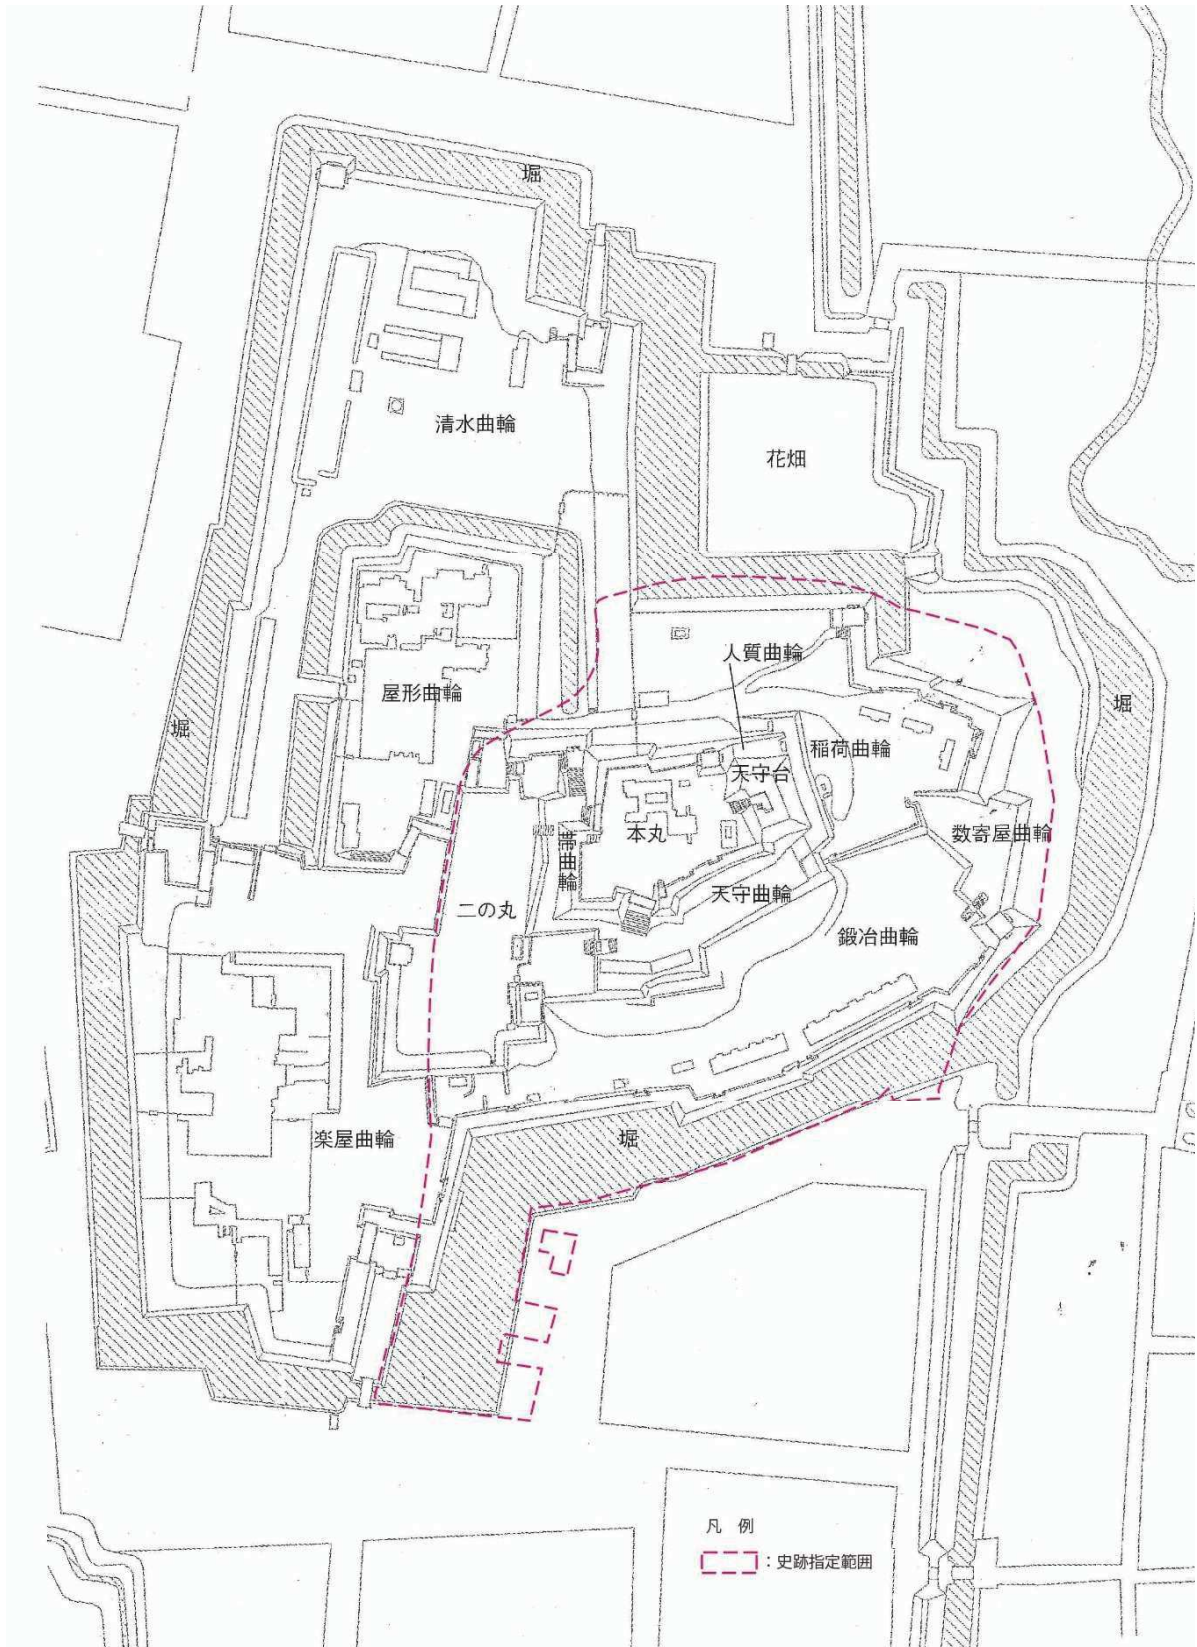 堀
清水曲輪
花畑
人質曲輪
屋形曲輪
堀
堀
稲荷曲輪
天守台
本丸
数寄屋曲輪
帯曲輪
天守曲輪
二の丸
鍛冶曲輪
楽屋曲輪
堀
凡 例
：史跡指定範囲